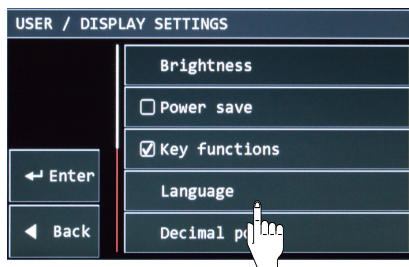 USER / DISPLAY SETTINGS
Brightness
Power save
Key functions
Enter
Language
Back
Decimal